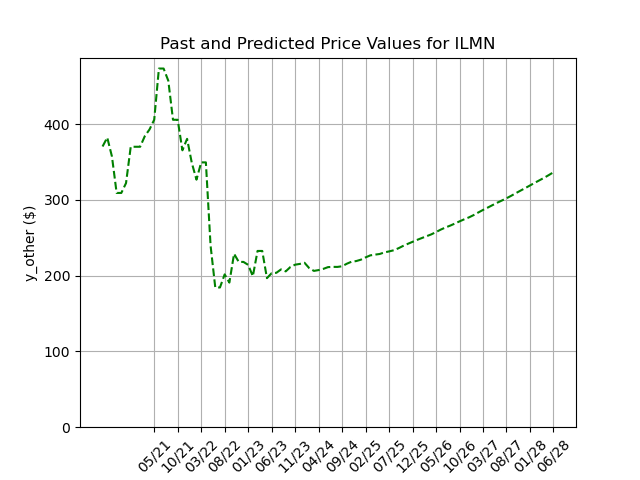 Past and Predicted Price Values for ILMN
y_other ($)
400
300
200
100
0
05/21 10/21 03/22 08/22 01/23 06/23 11/23 04/24 09/24 02/25 07/25 12/25 05/26 10/26 03/27 08/27 01/28 06/28